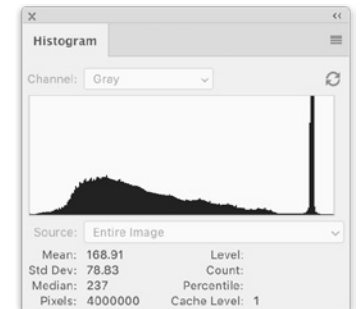 Histogram
Channel: Gray
Source: Entire Image
Mean: 168.91 Level:
Std Dev: 78.83 Count:
Median: 237 Percentile:
Pixels: 4000000 Cache Level: 1